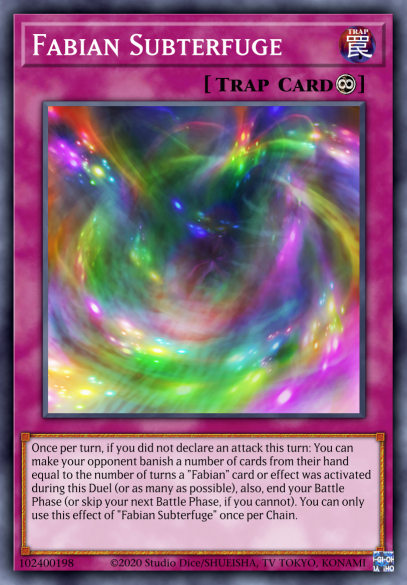 FABIAN SUBTERFUGE
TRAP
罠
[TRAP CARD]
Once per turn, if you did not declare an attack this turn: You can
make your opponent banish a number of cards from their hand
equal to the number of turns a "Fabian" card or effect was activated
during this Duel (or as many as possible), also, end your Battle
Phase (or skip your next Battle Phase, if you cannot). You can only
use this effect of "Fabian Subterfuge" once per Chain.
102400198 ©2020 Studio Dice/SHUEISHA, TV TOKYO, KONAMI